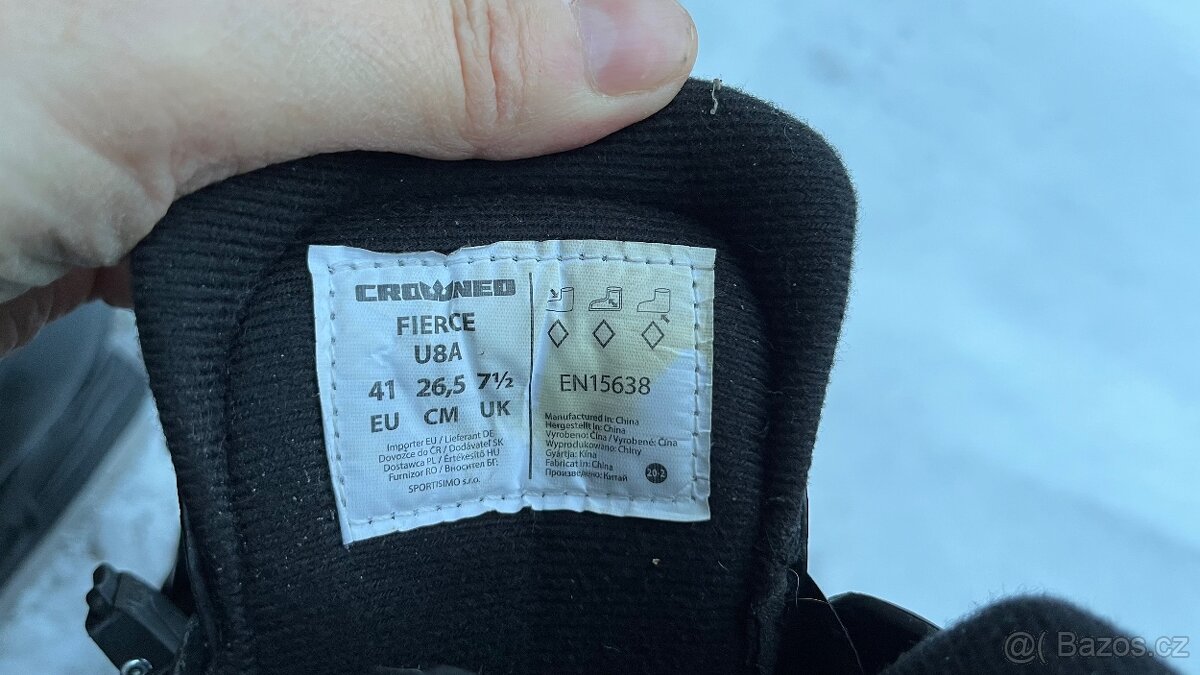 CROWNED
FIERCE
U8A
41 26,5 7½
EU CM UK
Importer EU / Lieferant DE
Dovozce do ČR / Dodávateľ SK
Dostawca PL / Értékesítő HU
Furnizor RO / Вносител БГ:
SPORTISIMO s.r.o.
EN15638
Manufactured in: China
Hergestellt in: China
Vyrobeno: Čína / Vyrobené: Čína
Wyprodukowano: Chiny
Gyártja: Kína
Fabricat in: China
Произведено: Китай
20-2
@( Bazos.cz